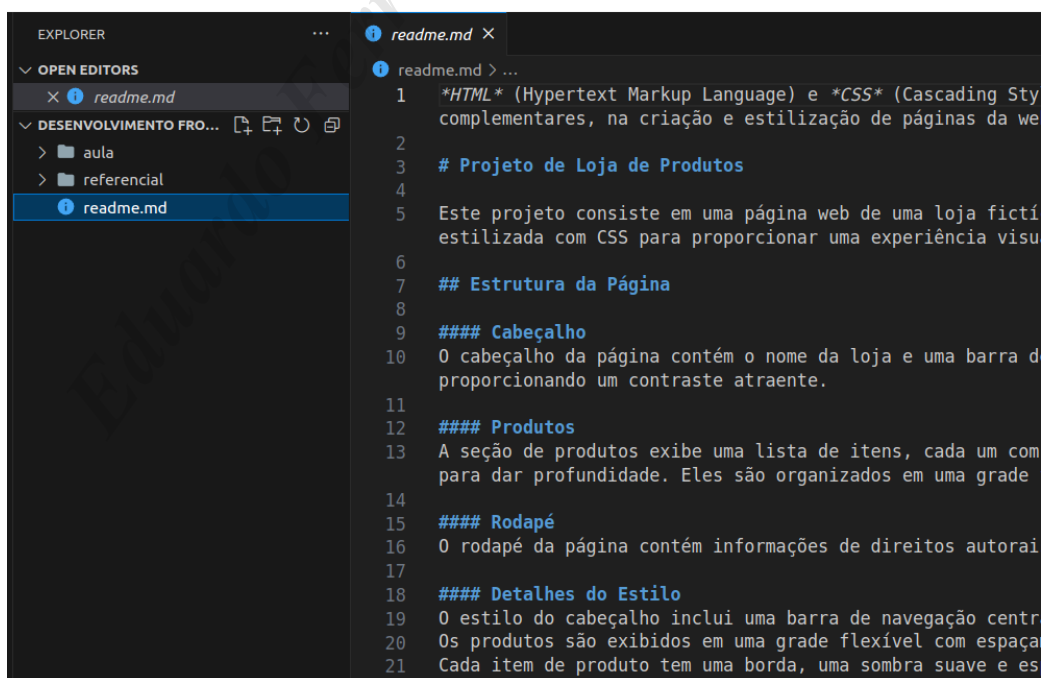 EXPLORER
OPEN EDITORS
readme.md
DESENVOLVIMENTO FRO...
aula
referencial
readme.md
readme.md
readme.md > ...
1 *HTML* (Hypertext Markup Language) e *CSS* (Cascading Sty
complementares, na criação e estilização de páginas da we
2
3 # Projeto de Loja de Produtos
4
5 Este projeto consiste em uma página web de uma loja fictí
estilizada com CSS para proporcionar uma experiência visu
6
7 ## Estrutura da Página
8
9 #### Cabeçalho
10 O cabeçalho da página contém o nome da loja e uma barra de
proporcionando um contraste atraente.
11
12 #### Produtos
13 A seção de produtos exibe uma lista de itens, cada um com
para dar profundidade. Eles são organizados em uma grade
14
15 #### Rodapé
16 O rodapé da página contém informações de direitos autorai
17
18 #### Detalhes do Estilo
19 O estilo do cabeçalho inclui uma barra de navegação centr
20 Os produtos são exibidos em uma grade flexível com espaça
21 Cada item de produto tem uma borda, uma sombra suave e es
Eduardo